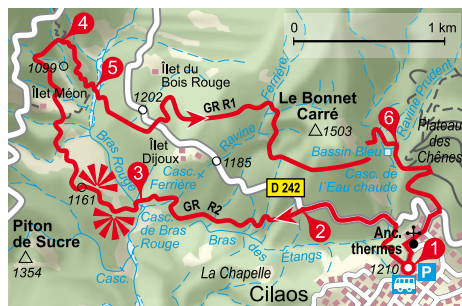 0
1 km
4
1099
Îlet Méon
5
Îlet du
Bois Rouge
1202
GR R1
Ravine Ferrière
Le Bonnet
Carré
1503
6
Ravine Prudent
Bassin Bleu
Plateau
des
Chênes
Casc. de
l'Eau chaude
Bras Rouge
Îlet
Dijoux
1185
Casc.
Ferrière
D 242
3
1161
GR R2
Casc.
de Bras
Rouge
Piton
de Sucre
1354
Casc.
2
Bras des Étangs
La Chapelle
Anc.
thermes
1
1210
P
Cilaos